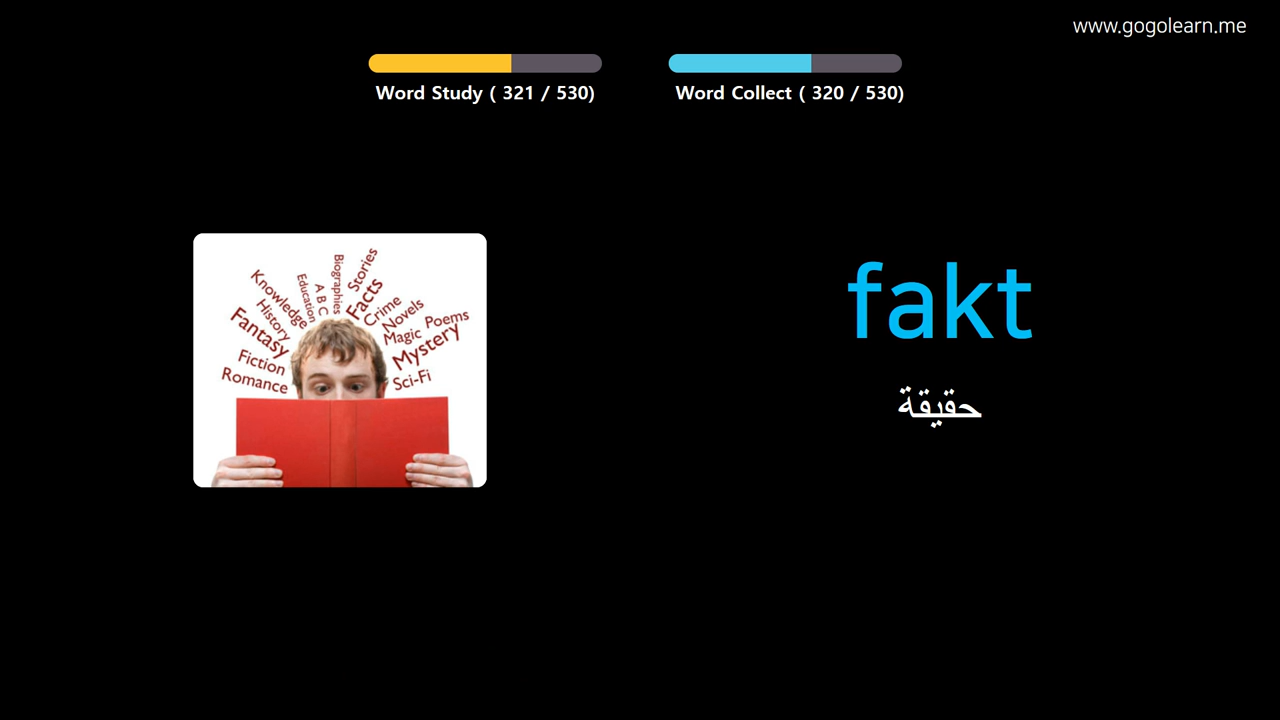 www.gogolearn.me
Word Study ( 321 / 530)
Word Collect ( 320 / 530)
Knowledge
History
Fantasy
Fiction
Romance
Education
A B C
Biographies
Stories
Facts
Crime
Novels
Magic
Poems
Mystery
Sci-Fi
fakt
حقيقة